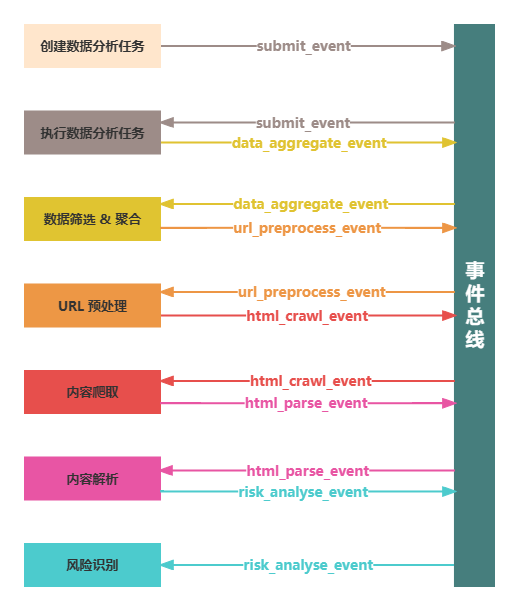 创建数据分析任务
submit_event
执行数据分析任务
submit_event
data_aggregate_event
数据筛选 & 聚合
data_aggregate_event
url_preprocess_event
URL 预处理
url_preprocess_event
html_crawl_event
内容爬取
html_crawl_event
html_parse_event
内容解析
html_parse_event
risk_analyse_event
风险识别
risk_analyse_event
事件总线